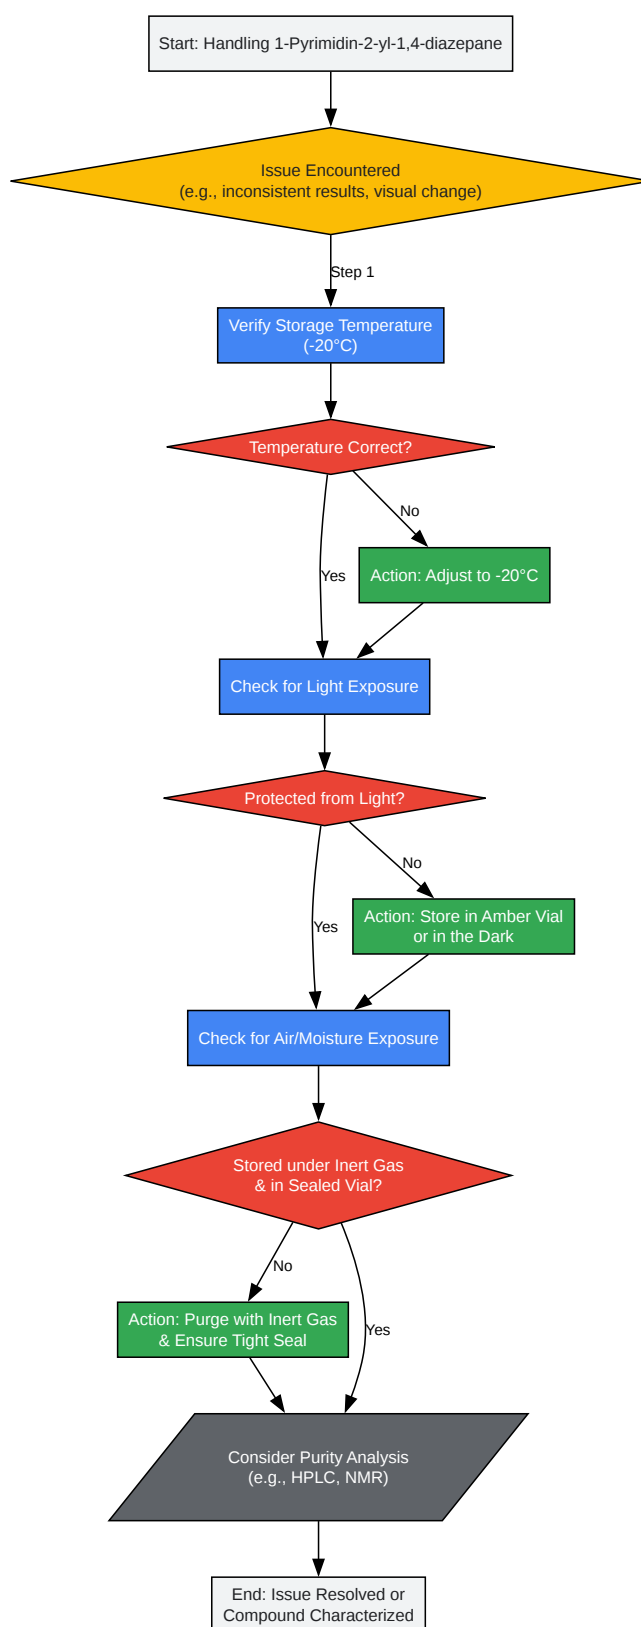 Start: Handling 1-Pyrimidin-2-yl-1,4-diazepane
Issue Encountered
(e.g., inconsistent results, visual change)
Step 1
Verify Storage Temperature
(-20°C)
Temperature Correct?
No
Yes
Action: Adjust to -20°C
Check for Light Exposure
Protected from Light?
No
Yes
Action: Store in Amber Vial
or in the Dark
Check for Air/Moisture Exposure
Stored under Inert Gas
& in Sealed Vial?
No
Yes
Action: Purge with Inert Gas
& Ensure Tight Seal
Consider Purity Analysis
(e.g., HPLC, NMR)
End: Issue Resolved or
Compound Characterized